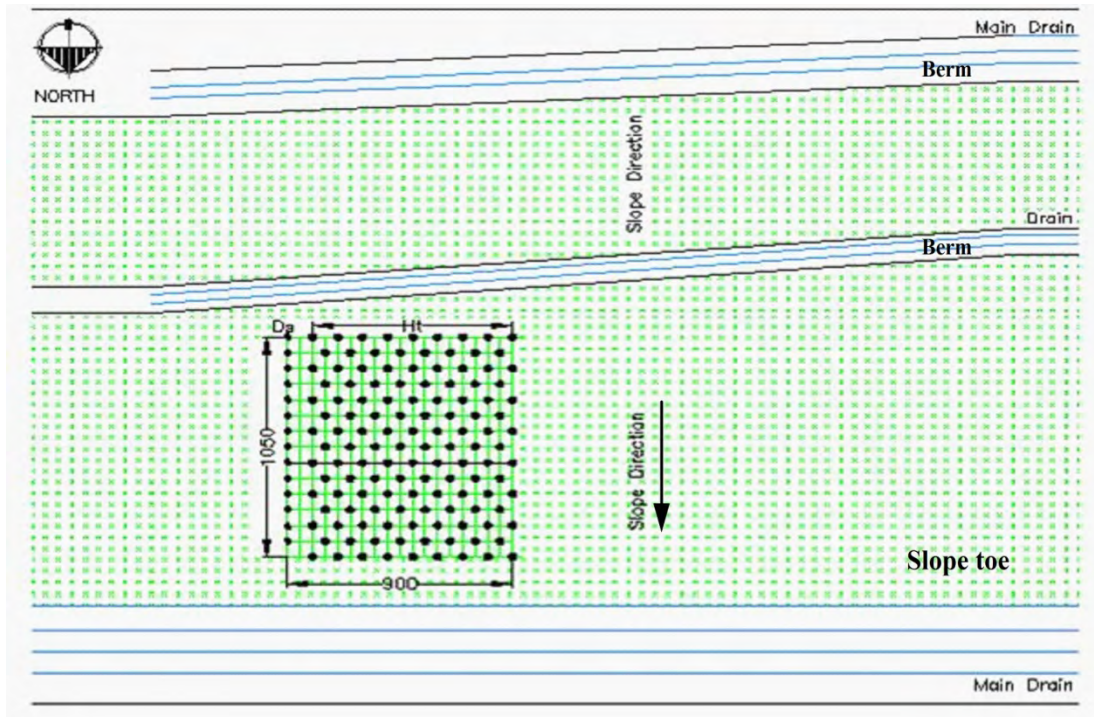 Main Drain
Berm
NORTH
Slope Direction
Drain
Berm
Da
Ht
1050
Slope Direction
Slope toe
900
Main Drain